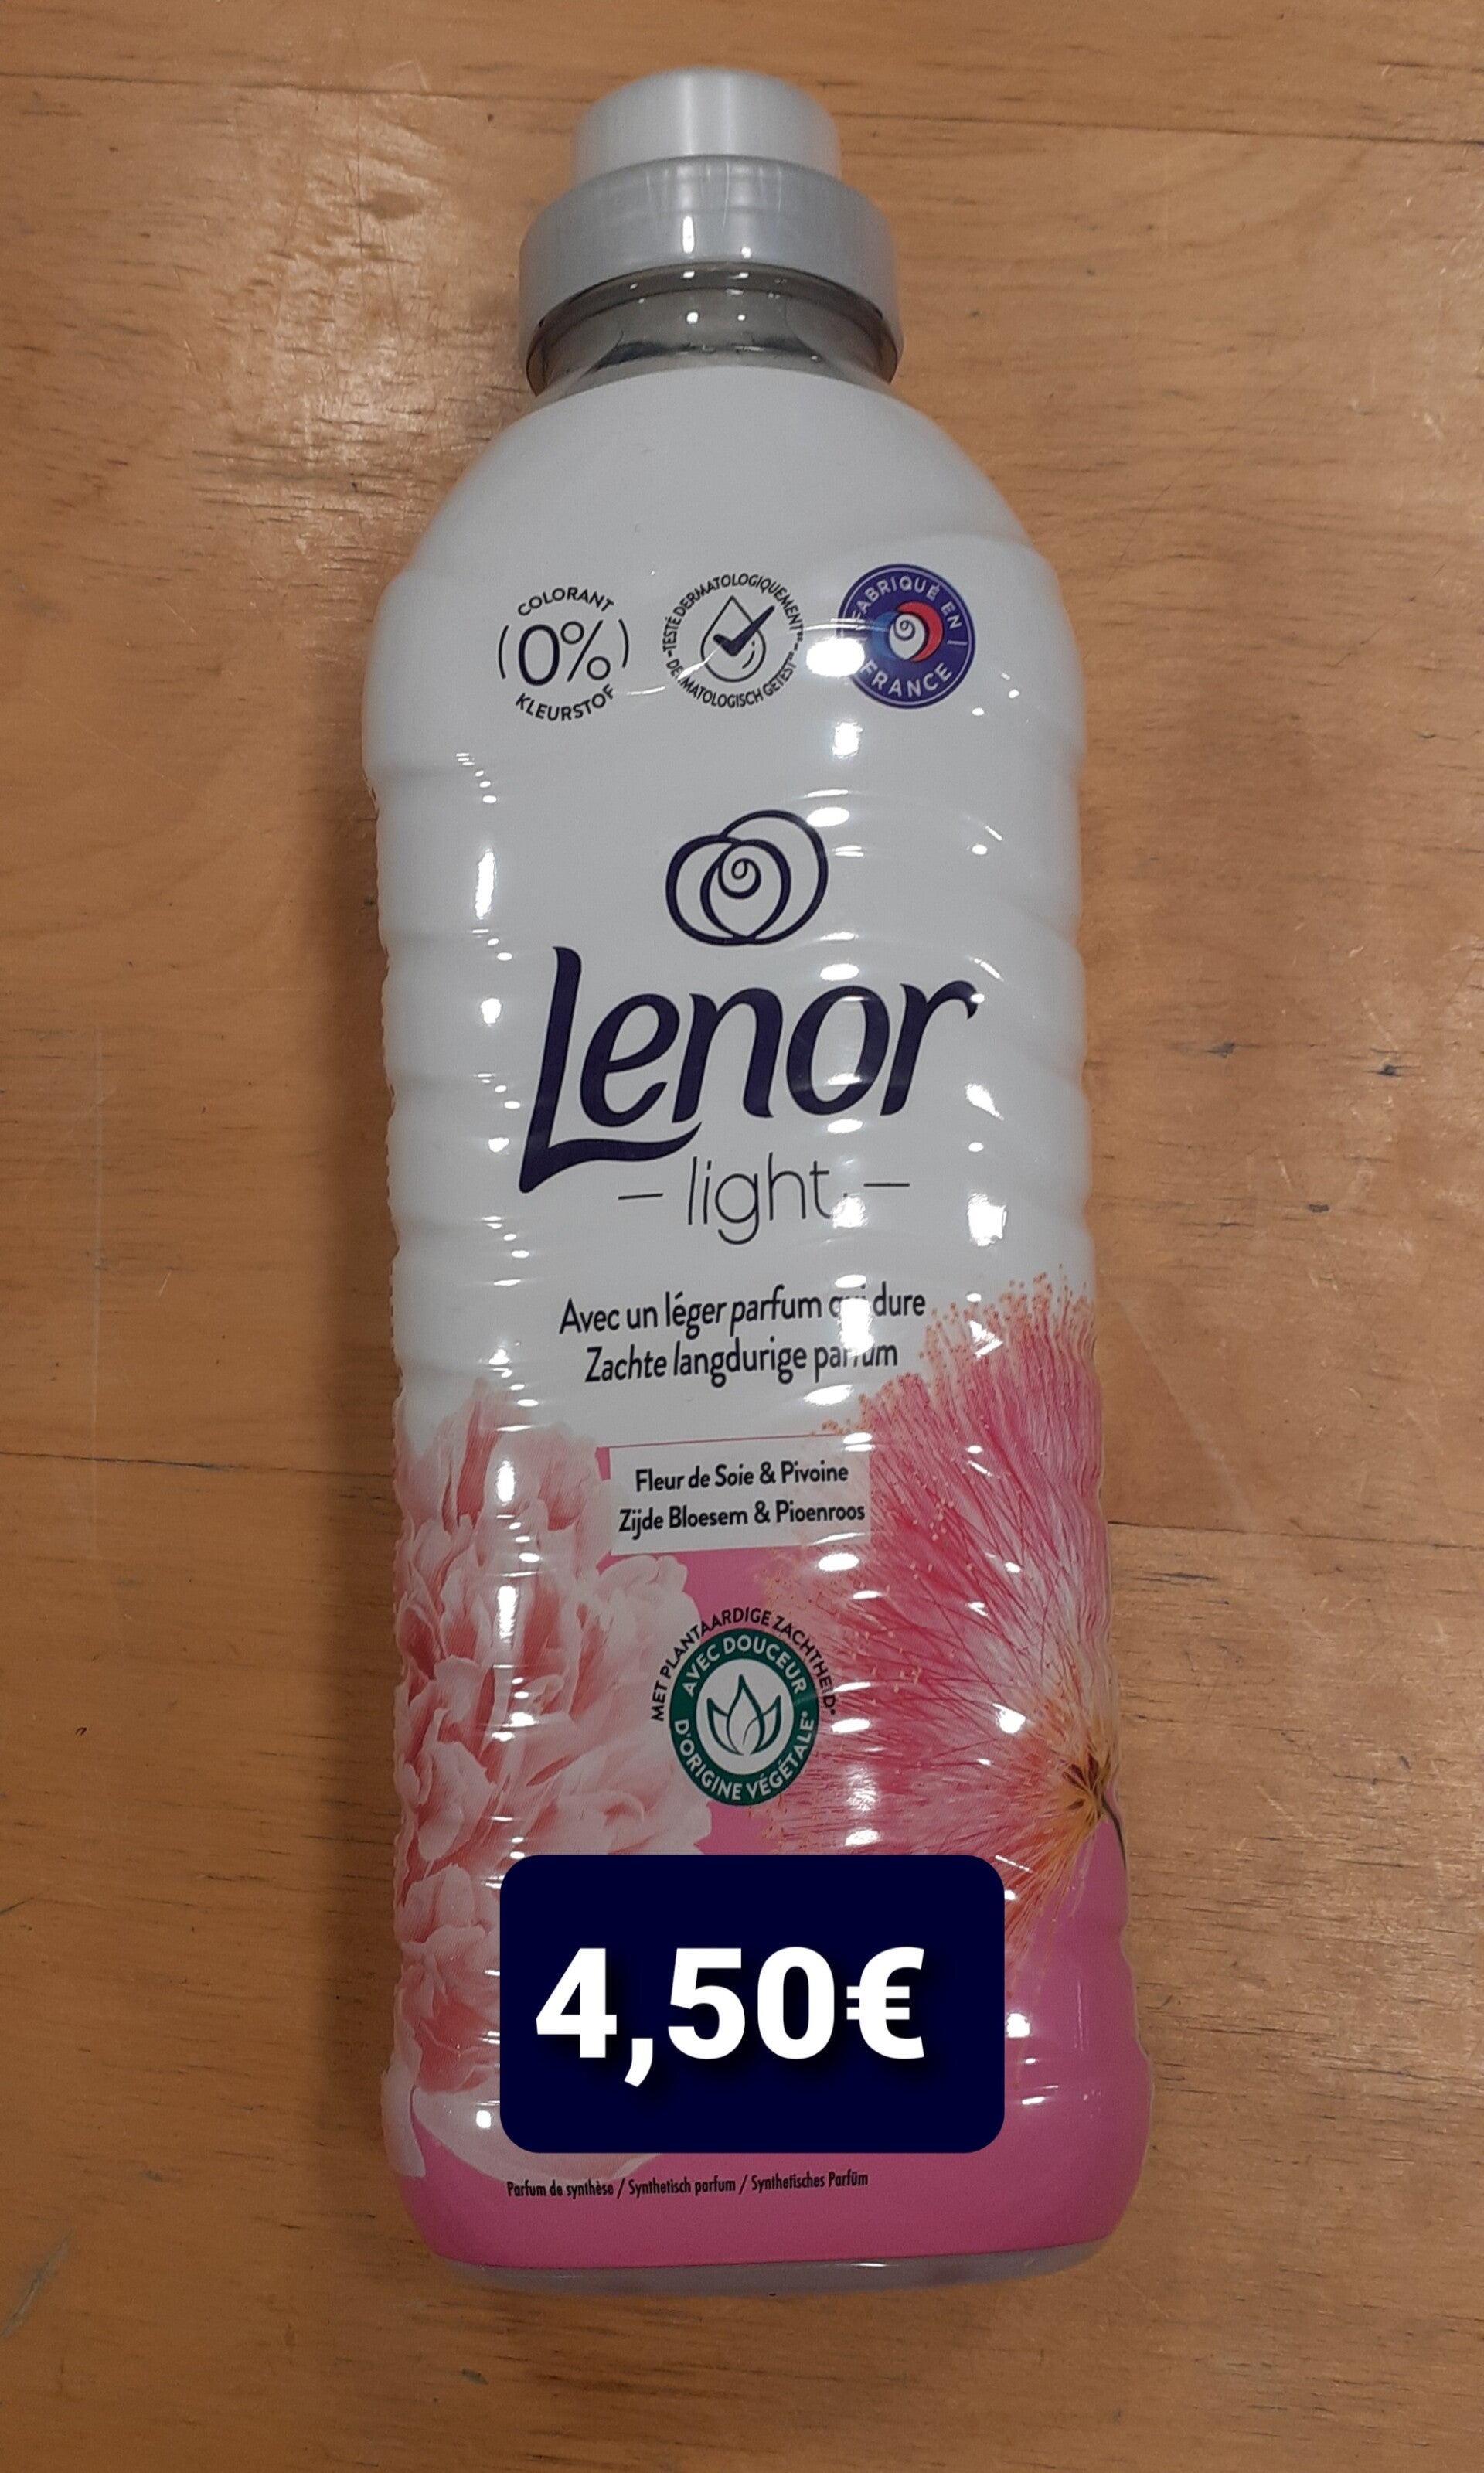 COLORANT
0%
KLEURSTOF
TESTÉ DERMATOLOGIQUEMENT
DERMATOLOGISCH GETEST
FABRIQUÉ EN
FRANCE
Lenor
light
Avec un léger parfum qui dure
Zachte langdurige parfum
Fleur de Soie & Pivoine
Zijde Bloesem & Pioenroos
MET PLANTAARDIGE ZACHTHEID*
AVEC DOUCEUR
D'ORIGINE VÉGÉTALE*
4,50€
Parfum de synthèse / Synthetisch parfum / Synthetisches Parfüm